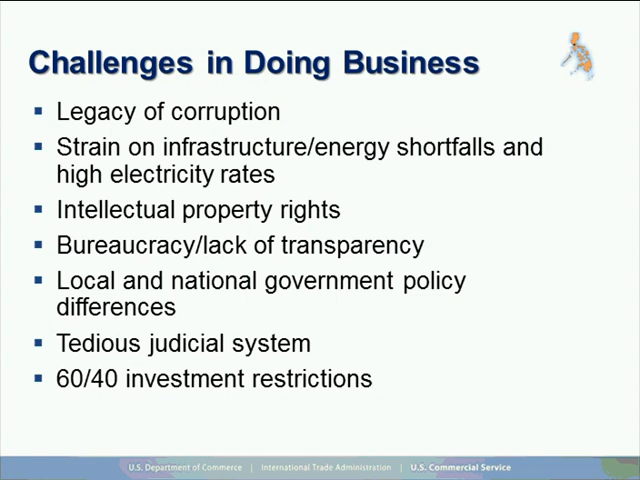 Challenges in Doing Business
▪ Legacy of corruption
▪ Strain on infrastructure/energy shortfalls and
high electricity rates
▪ Intellectual property rights
▪ Bureaucracy/lack of transparency
▪ Local and national government policy
differences
▪ Tedious judicial system
▪ 60/40 investment restrictions
U.S. Department of Commerce | International Trade Administration | U.S. Commercial Service